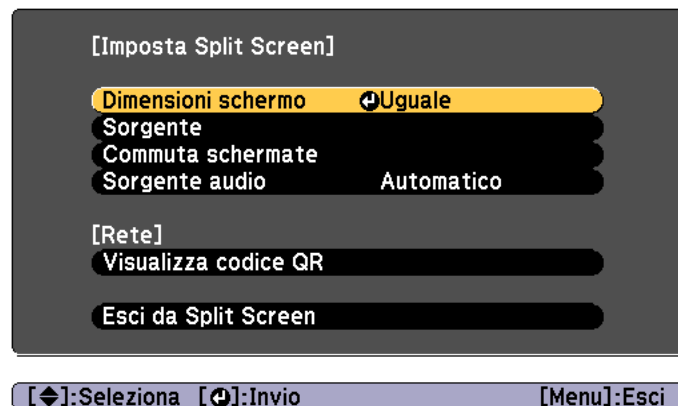 [Imposta Split Screen]
Dimensioni schermo Uguale
Sorgente
Commuta schermate
Sorgente audio Automatico
[Rete]
Visualizza codice QR
Esci da Split Screen
[]:Seleziona []:Invio [Menu]:Esci